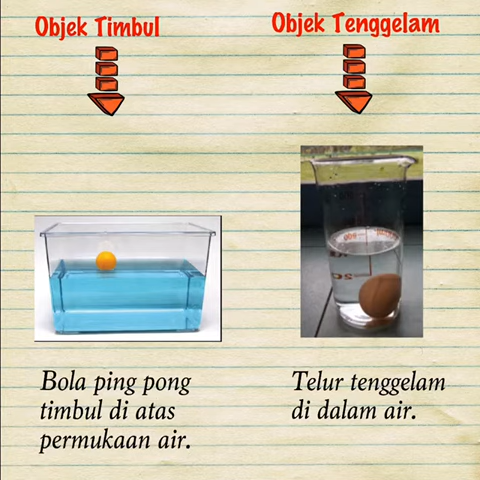 Objek Timbul
Objek Tenggelam
Bola ping pong
timbul di atas
permukaan air.
Telur tenggelam
di dalam air.